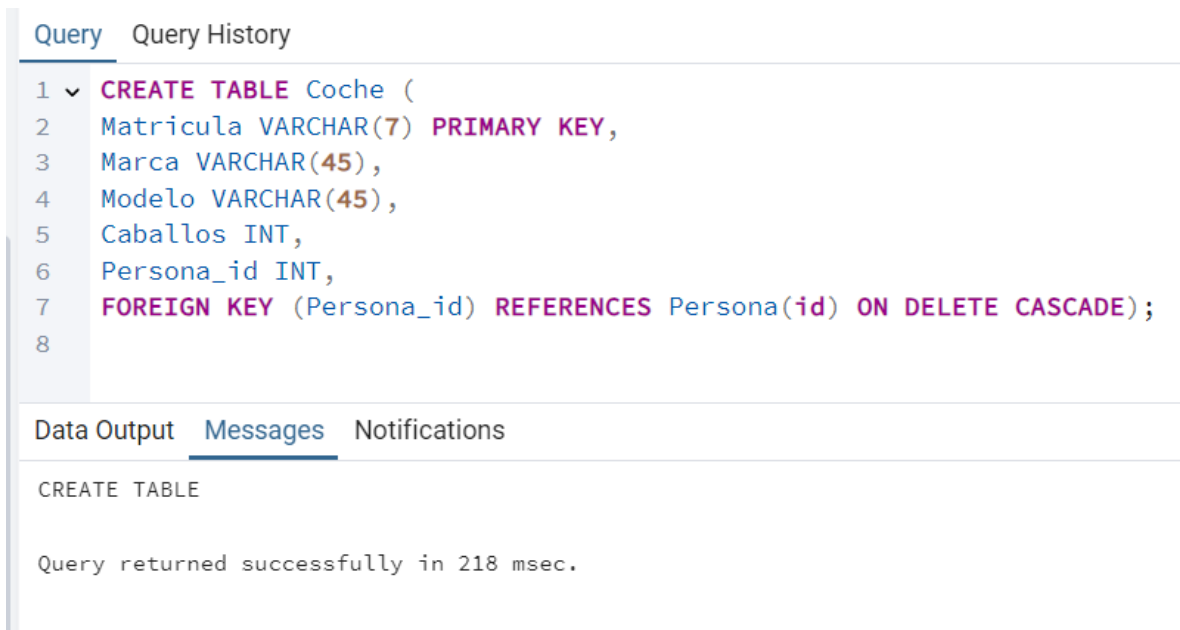 Query Query History
1 CREATE TABLE Coche (
2 Matricula VARCHAR(7) PRIMARY KEY,
3 Marca VARCHAR(45),
4 Modelo VARCHAR(45),
5 Caballos INT,
6 Persona_id INT,
7 FOREIGN KEY (Persona_id) REFERENCES Persona(id) ON DELETE CASCADE);
8
Data Output Messages Notifications
CREATE TABLE
Query returned successfully in 218 msec.